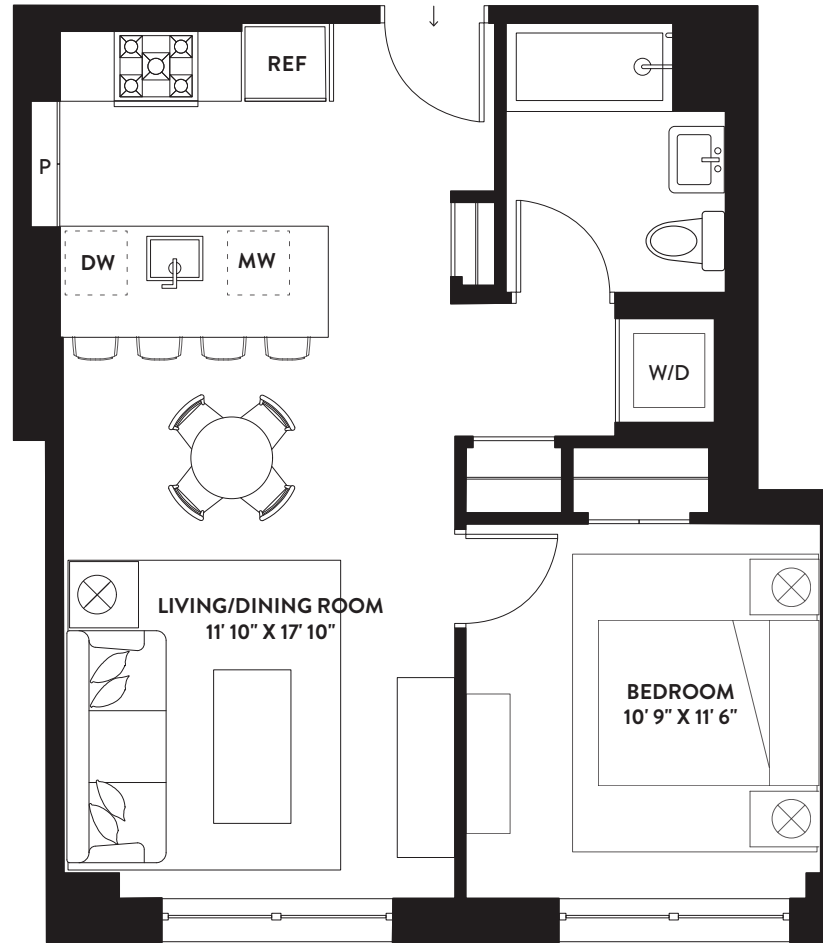 REF
P
DW
MW
W/D
LIVING/DINING ROOM
11' 10" X 17' 10"
BEDROOM
10' 9" X 11' 6"